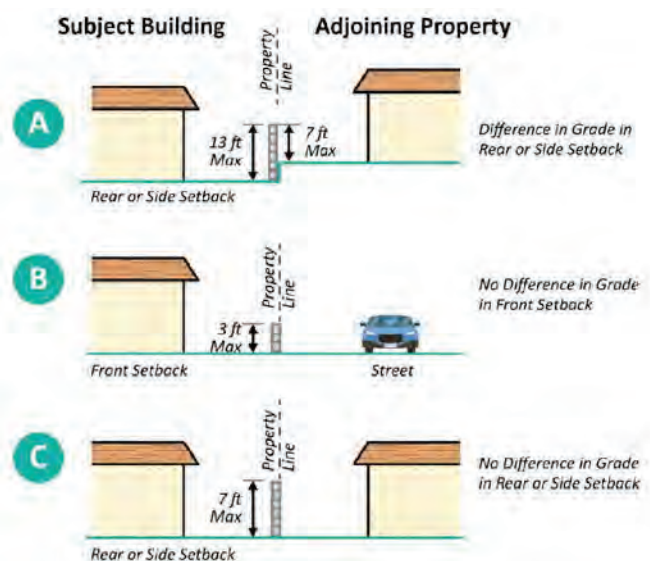 Subject Building
Adjoining Property
A
Property
Line
13 ft
Max
7 ft
Max
Difference in Grade in
Rear or Side Setback
Rear or Side Setback
B
Property
Line
3 ft
Max
No Difference in Grade
in Front Setback
Front Setback
Street
C
Property
Line
7 ft
Max
No Difference in Grade
in Rear or Side Setback
Rear or Side Setback